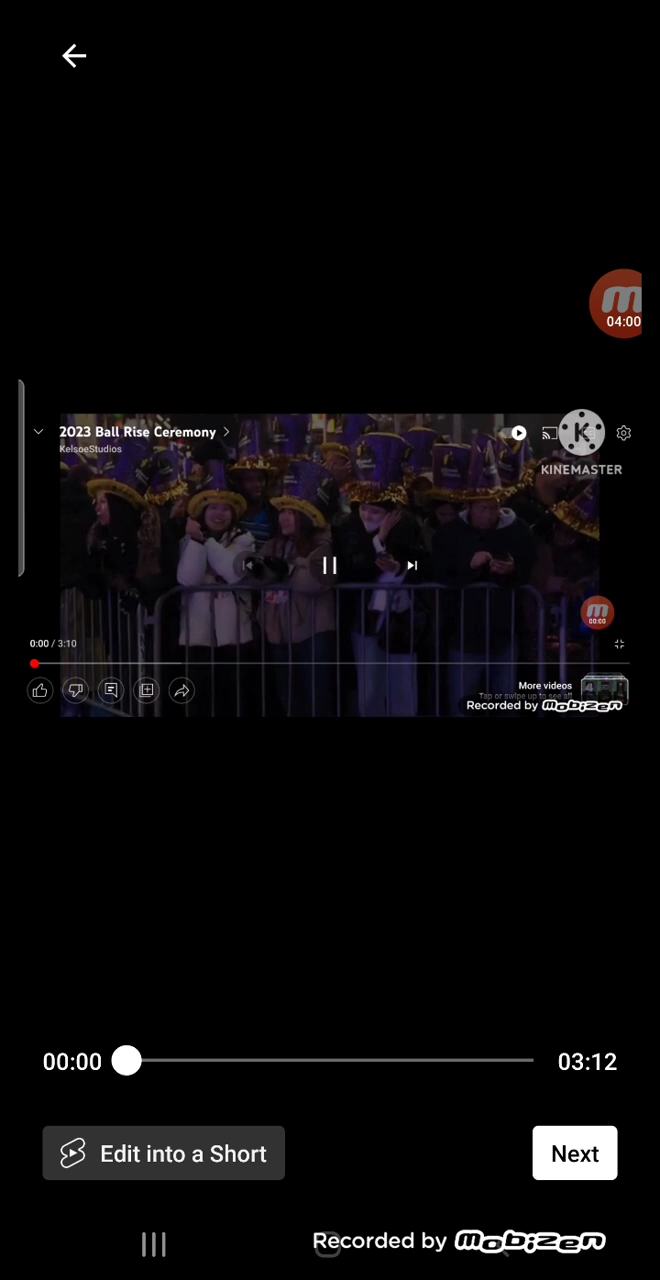 04:00
2023 Ball Rise Ceremony
KelsoeStudios
K
KINEMASTER
00:00
0:00 / 3:10
More videos
Tap or swipe up to see all
Recorded by mobizen
00:00
03:12
Edit into a Short
Next
Recorded by mobizen